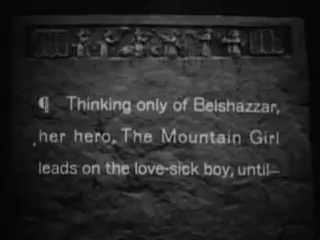 ¶ Thinking only of Belshazzar,
her hero, The Mountain Girl
leads on the love-sick boy, until—